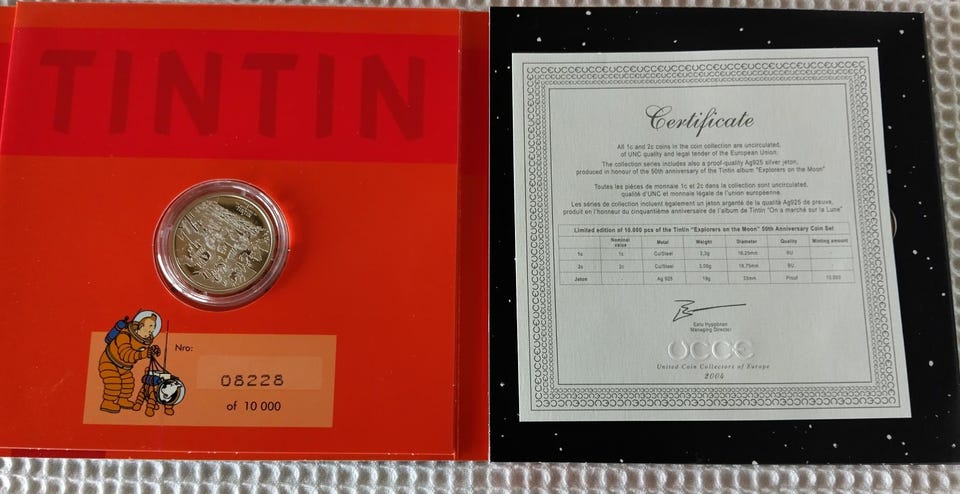 TINTIN
Nro:
08228
of 10 000
Certificate
All 1c and 2c coins in the coin collection are uncirculated,
of UNC quality and legal tender of the European Union.
The collection series includes also a proof-quality Ag925 silver jeton,
produced in honour of the 50th anniversary of the Tintin album "Explorers on the Moon"
Toutes les pièces de monnaie 1c et 2c dans la collection sont uncirculated,
qualité d'UNC et monnaie légale de l'union européenne.
Les séries de collection incluent également un jeton argenté de la qualité Ag925 de preuve,
produit en l'honneur du cinquantième anniversaire de l'album de Tintin "On a marché sur la Lune"
Limited edition of 10.000 pcs of the Tintin "Explorers on the Moon" 50th Anniversary Coin Set
Nominal value Metal Weight Diameter Quality Minting amount
1c 1c Cu/Steel 2,3g 16,25mm BU
2c 2c Cu/Steel 3,06g 18,75mm BU
Jeton Ag 925 18g 33mm Proof 10.000
Eetu Hyppönen
Managing Director
UCCE
United Coin Collectors of Europe
2004